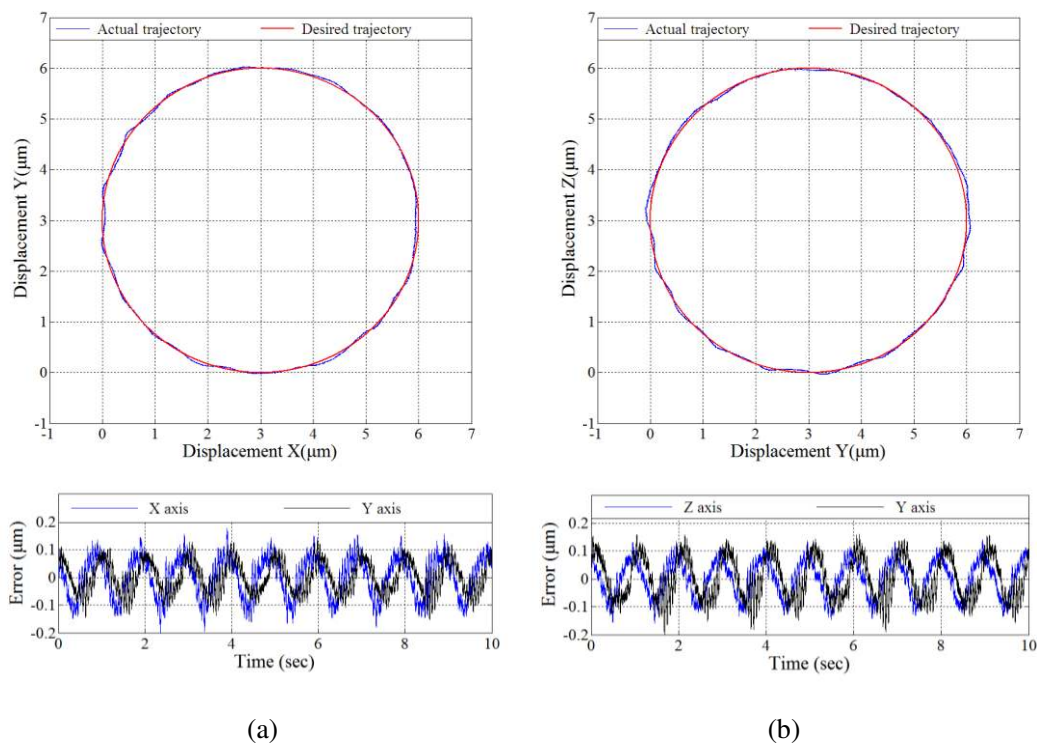 7
Actual trajectory Desired trajectory
6
5
4
3
2
1
0
-1
-1 0 1 2 3 4 5 6 7
Displacement Y(μm)
Displacement X(μm)
7
Actual trajectory Desired trajectory
6
5
4
3
2
1
0
-1
-1 0 1 2 3 4 5 6 7
Displacement Z(μm)
Displacement Y(μm)
X axis Y axis
0.2
0.1
0
-0.1
-0.2
0 2 4 6 8 10
Error (μm)
Time (sec)
Z axis Y axis
0.2
0.1
0
-0.1
-0.2
0 2 4 6 8 10
Error (μm)
Time (sec)
(a) (b)